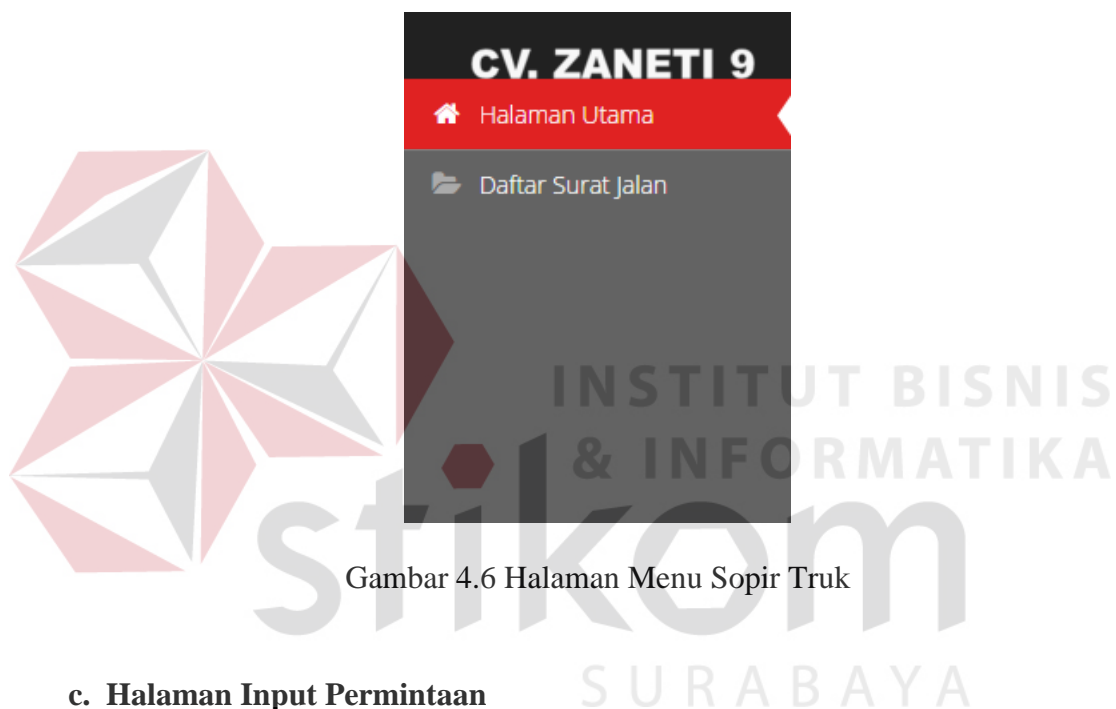 CV. ZANETI 9
Halaman Utama
Daftar Surat Jalan
INSTITUT BISNIS
& INFORMATIKA
stikom
SURABAYA
Gambar 4.6 Halaman Menu Sopir Truk
c. Halaman Input Permintaan